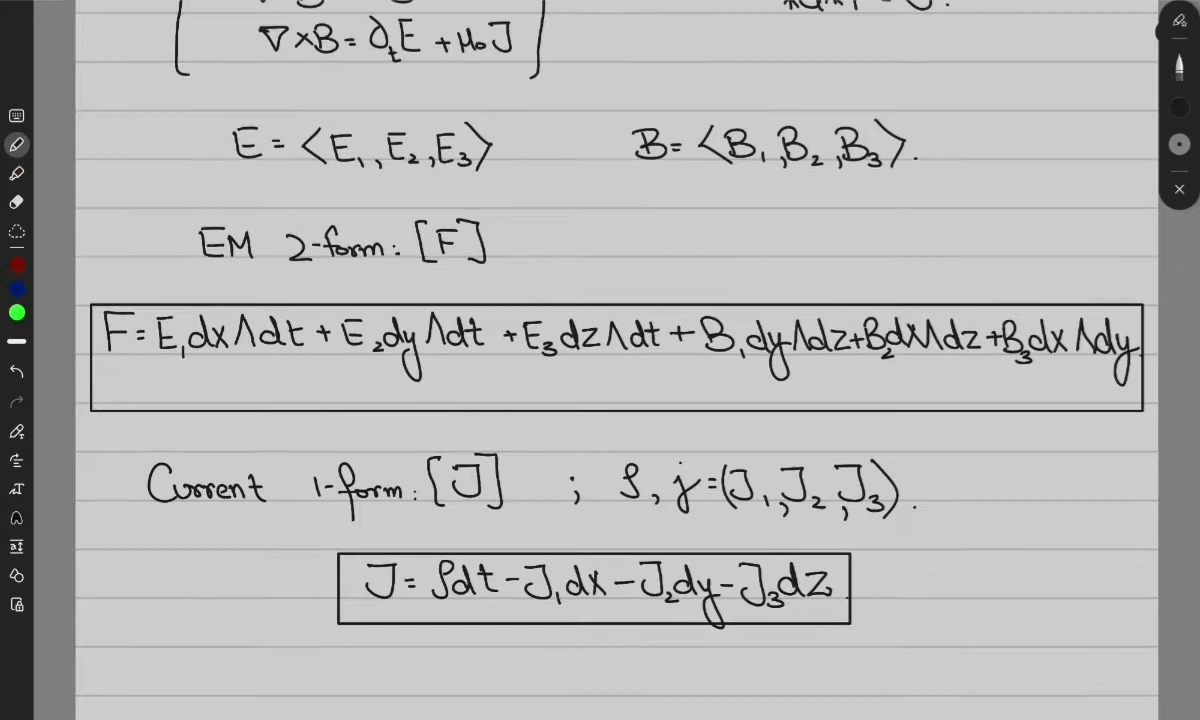 ∇×B = ∂ₜE + μ₀J
E = ⟨E₁, E₂, E₃⟩ B = ⟨B₁, B₂, B₃⟩.
EM 2-form: [F]
F = E₁dx∧dt + E₂dy∧dt + E₃dz∧dt + B₁dy∧dz + B₂dx∧dz + B₃dx∧dy
Current 1-form: [J] ; ρ, j = (J₁, J₂, J₃).
J = ρdt - J₁dx - J₂dy - J₃dz